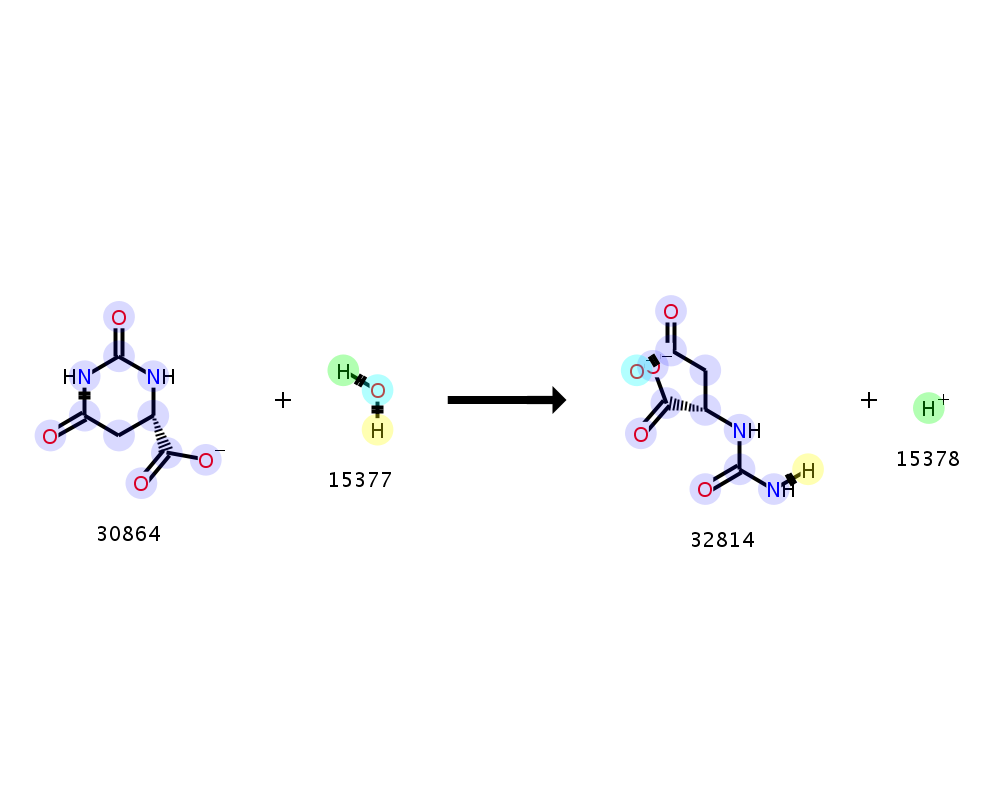 O
HN NH
O O⁻
O
30864
+
H
O
H
15377
O
O O⁻ ⁻
O
NH
O NH H
32814
+
H⁺
15378